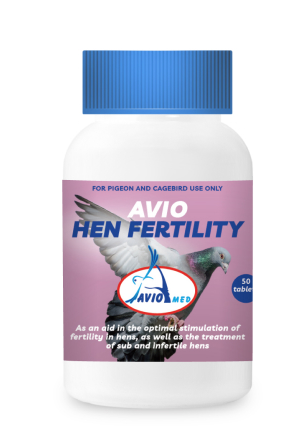 FOR PIGEON AND CAGEBIRD USE ONLY
AVIO
HEN FERTILITY
50
AVIO MED
As an aid in the optimal stimulation of
fertility in hens, as well as the treatment
of sub and infertile hens